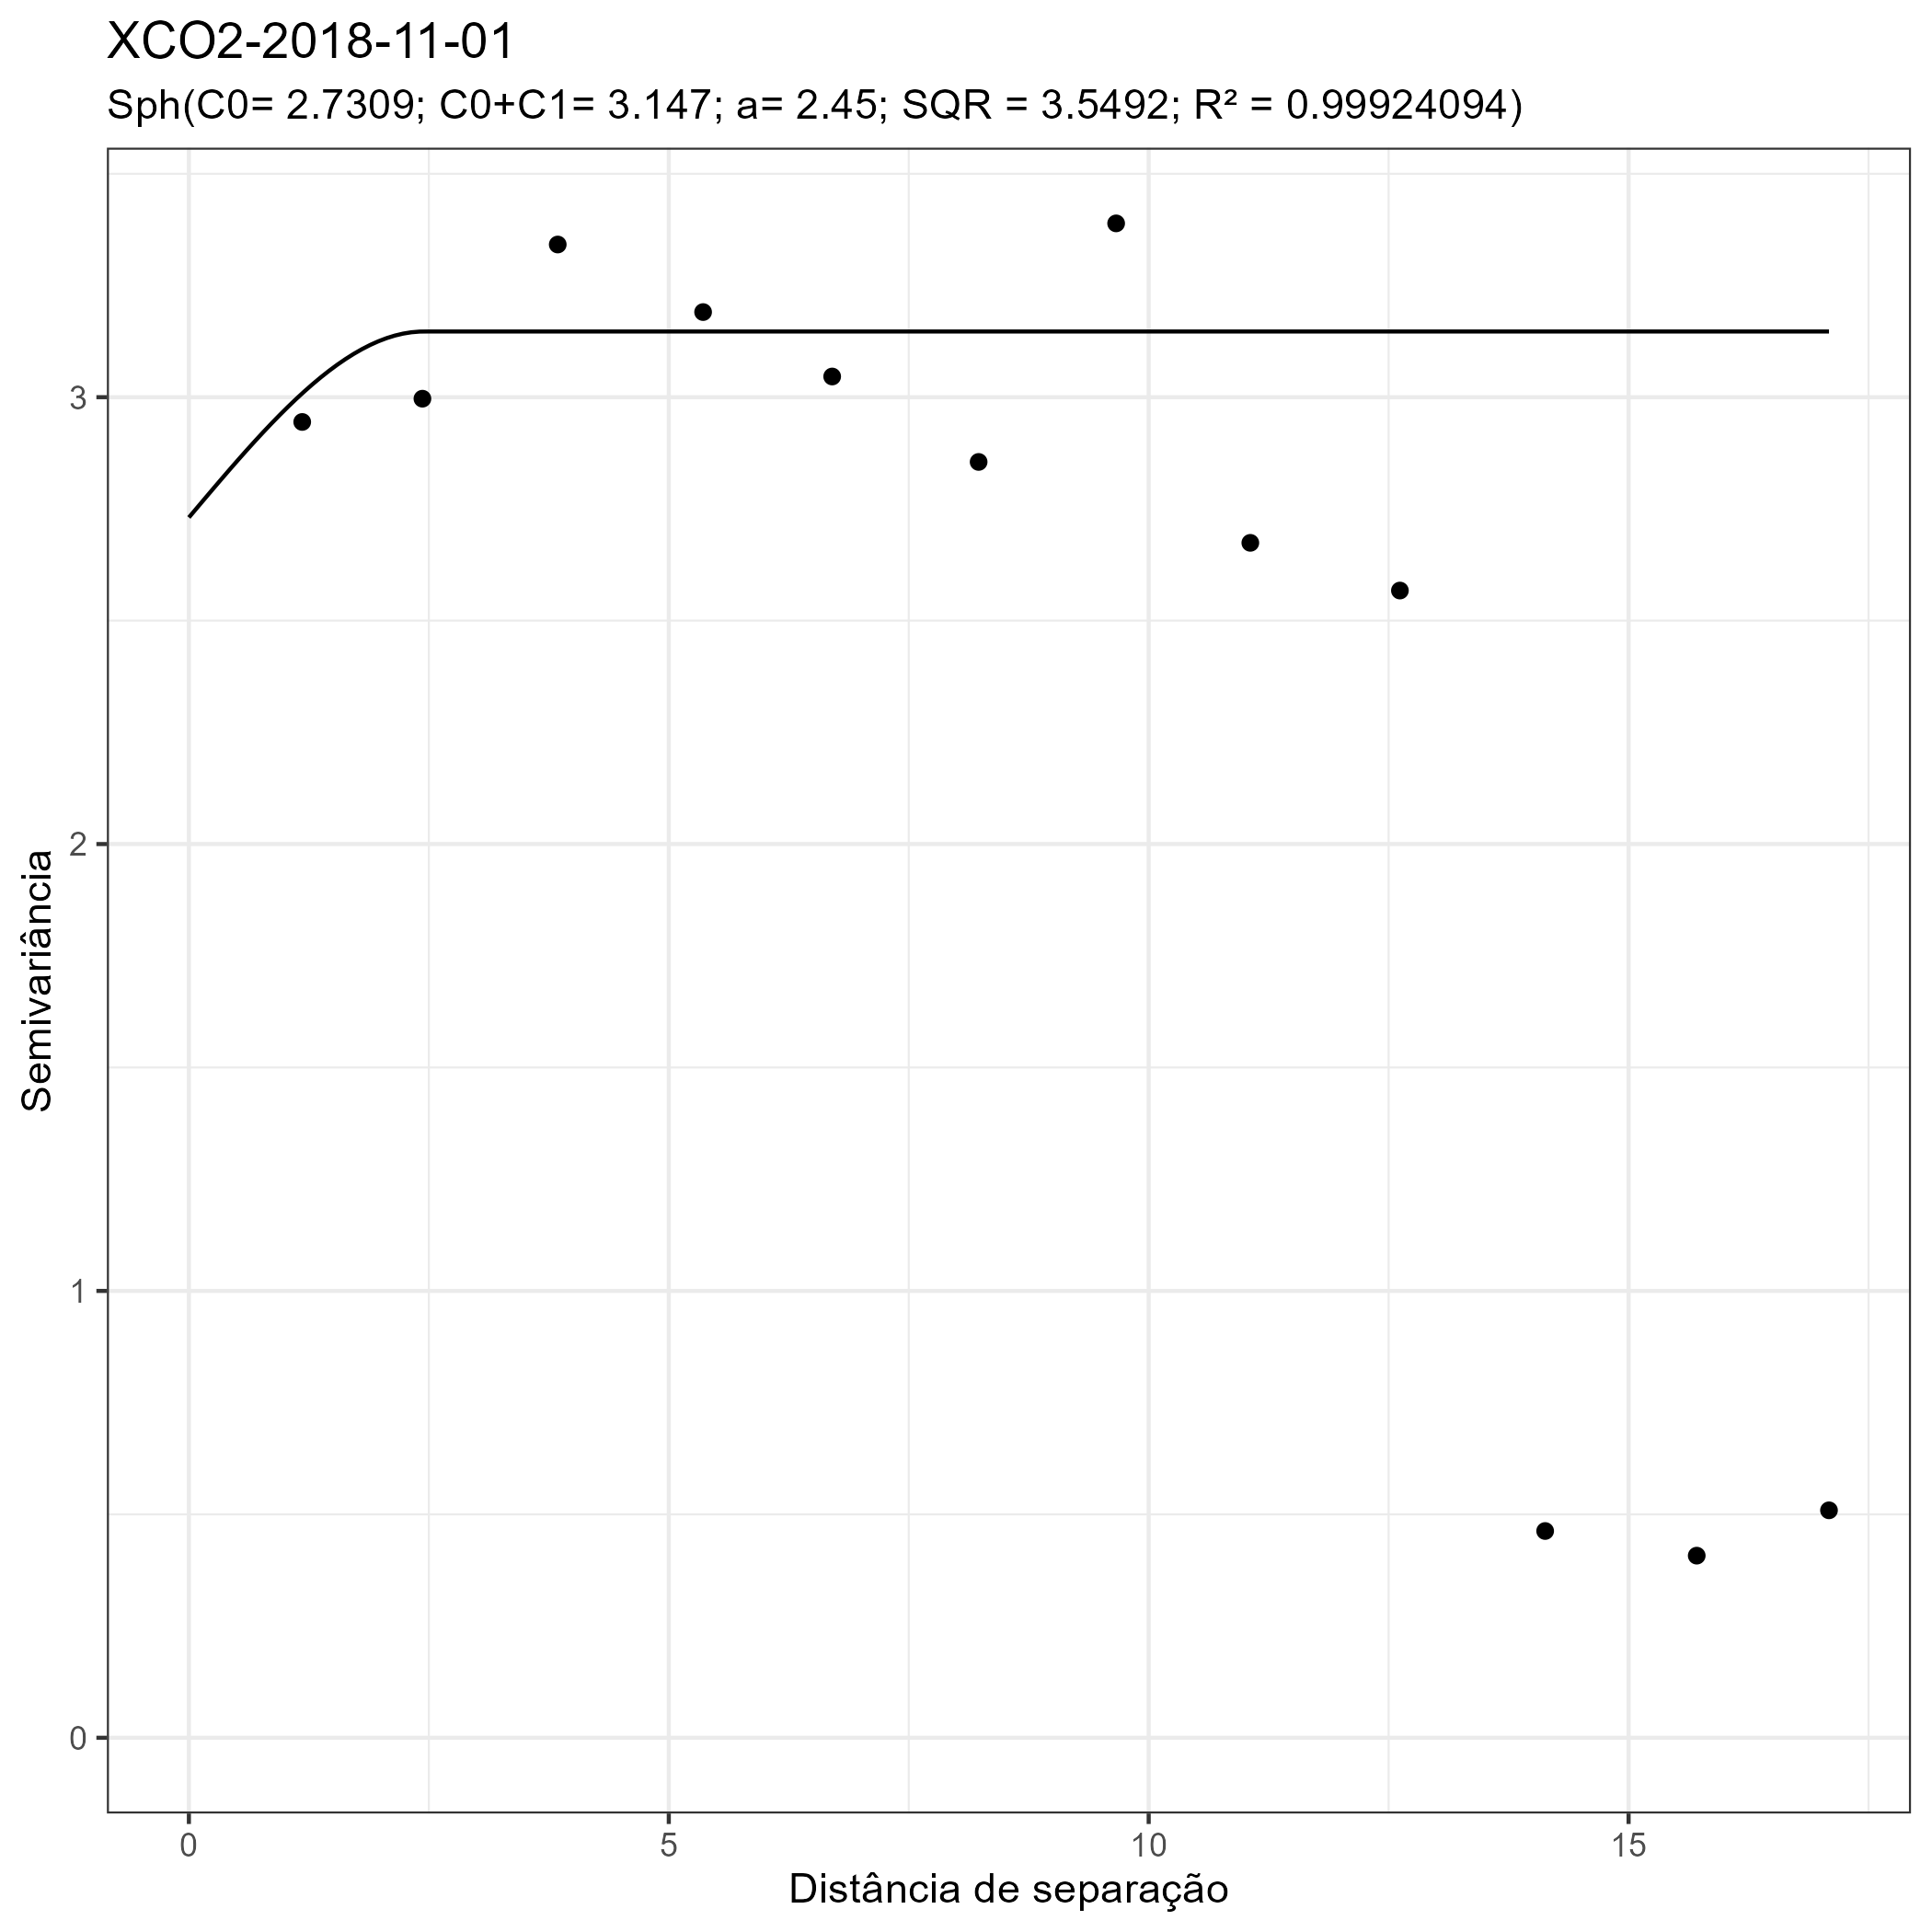 XCO2-2018-11-01
Sph(C0= 2.7309; C0+C1= 3.147; a= 2.45; SQR = 3.5492; R² = 0.99924094)
Semivariância
3
2
1
0
0 5 10 15
Distância de separação